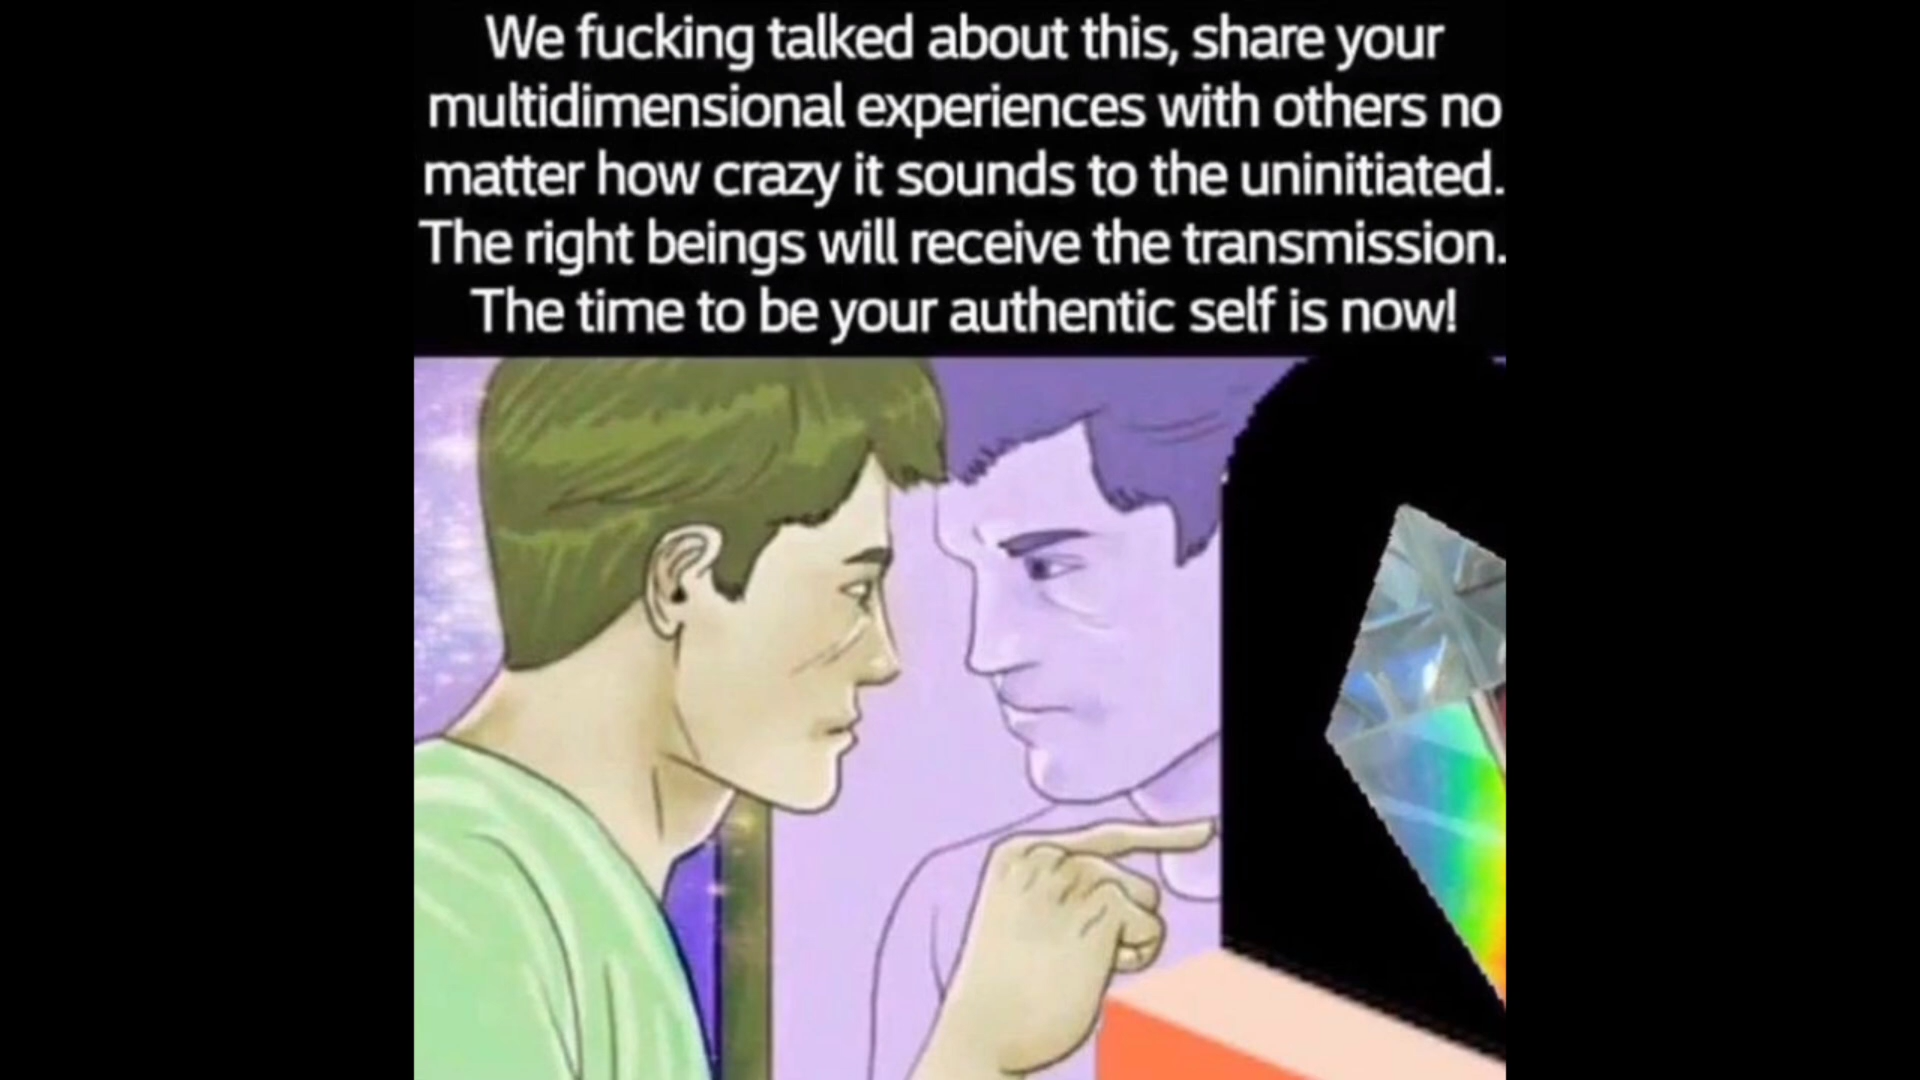 We fucking talked about this, share your
multidimensional experiences with others no
matter how crazy it sounds to the uninitiated.
The right beings will receive the transmission.
The time to be your authentic self is now!